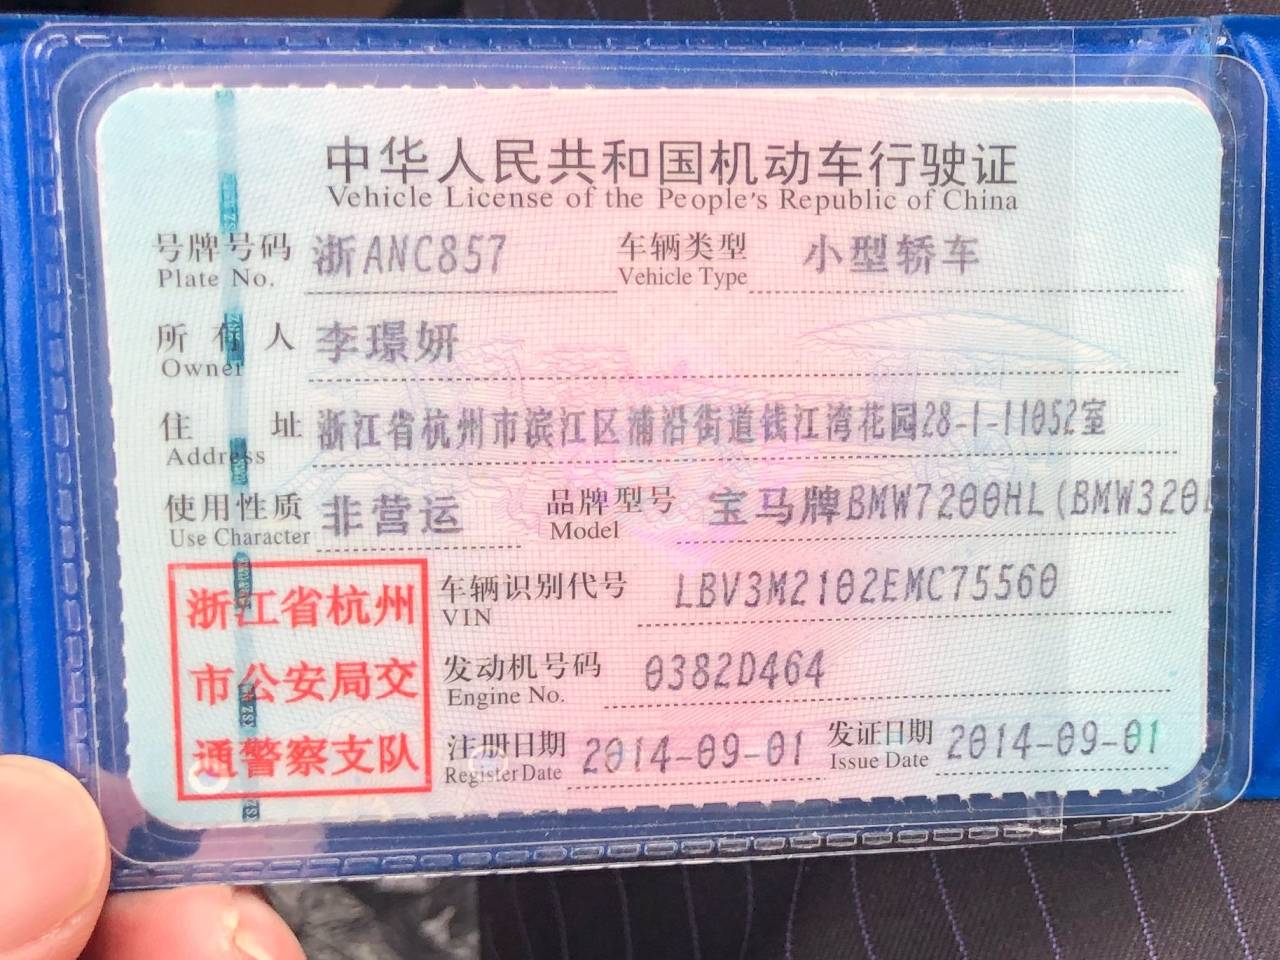 中华人民共和国机动车行驶证
Vehicle License of the People's Republic of China
号牌号码 浙ANC857 车辆类型 小型轿车
Plate No. Vehicle Type
所有人 李璟妍
Owner
住址 浙江省杭州市滨江区浦沿街道钱江湾花园28-1-11052室
Address
使用性质 非营运 品牌型号 宝马牌BMW7200HL(BMW320
Use Character Model
浙江省杭州
市公安局交
通警察支队
车辆识别代号 LBV3M2102EMC75560
VIN
发动机号码 0382D464
Engine No.
注册日期 2014-09-01 发证日期 2014-09-01
Register Date Issue Date